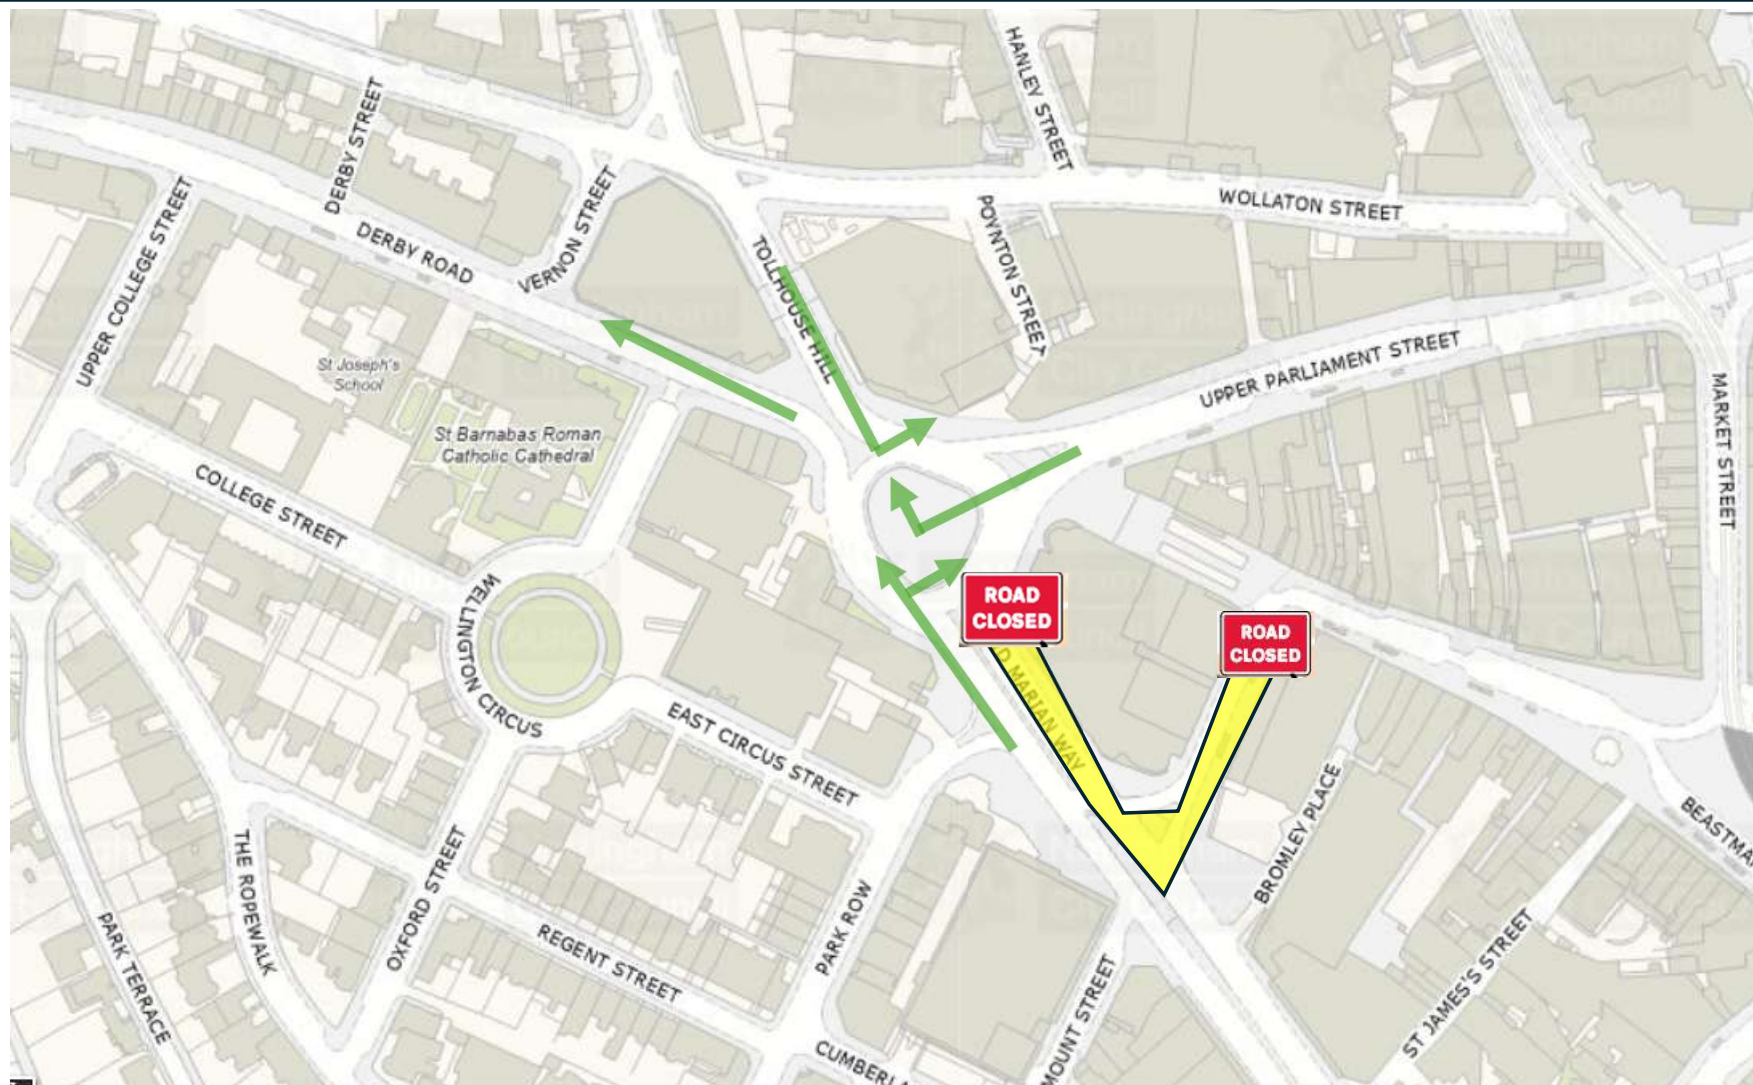 HANLEY STREET
DERBY STREET
WOLLATON STREET
UPPER COLLEGE STREET
VERNON STREET
POYNTON STREET
DERBY ROAD
TOLLHOUSE HILL
UPPER PARLIAMENT STREET
St Joseph's
School
MARKET STREET
St Barnabas Roman
Catholic Cathedral
COLLEGE STREET
WELLINGTON CIRCUS
ROAD
CLOSED
ROAD
CLOSED
D MARIAN WAY
EAST CIRCUS STREET
BROMLEY PLACE
BEASTMA
THE ROPEWALK
OXFORD STREET
PARK ROW
PARK TERRACE
REGENT STREET
ST JAMES'S STREET
MOUNT STREET
CUMBERLA